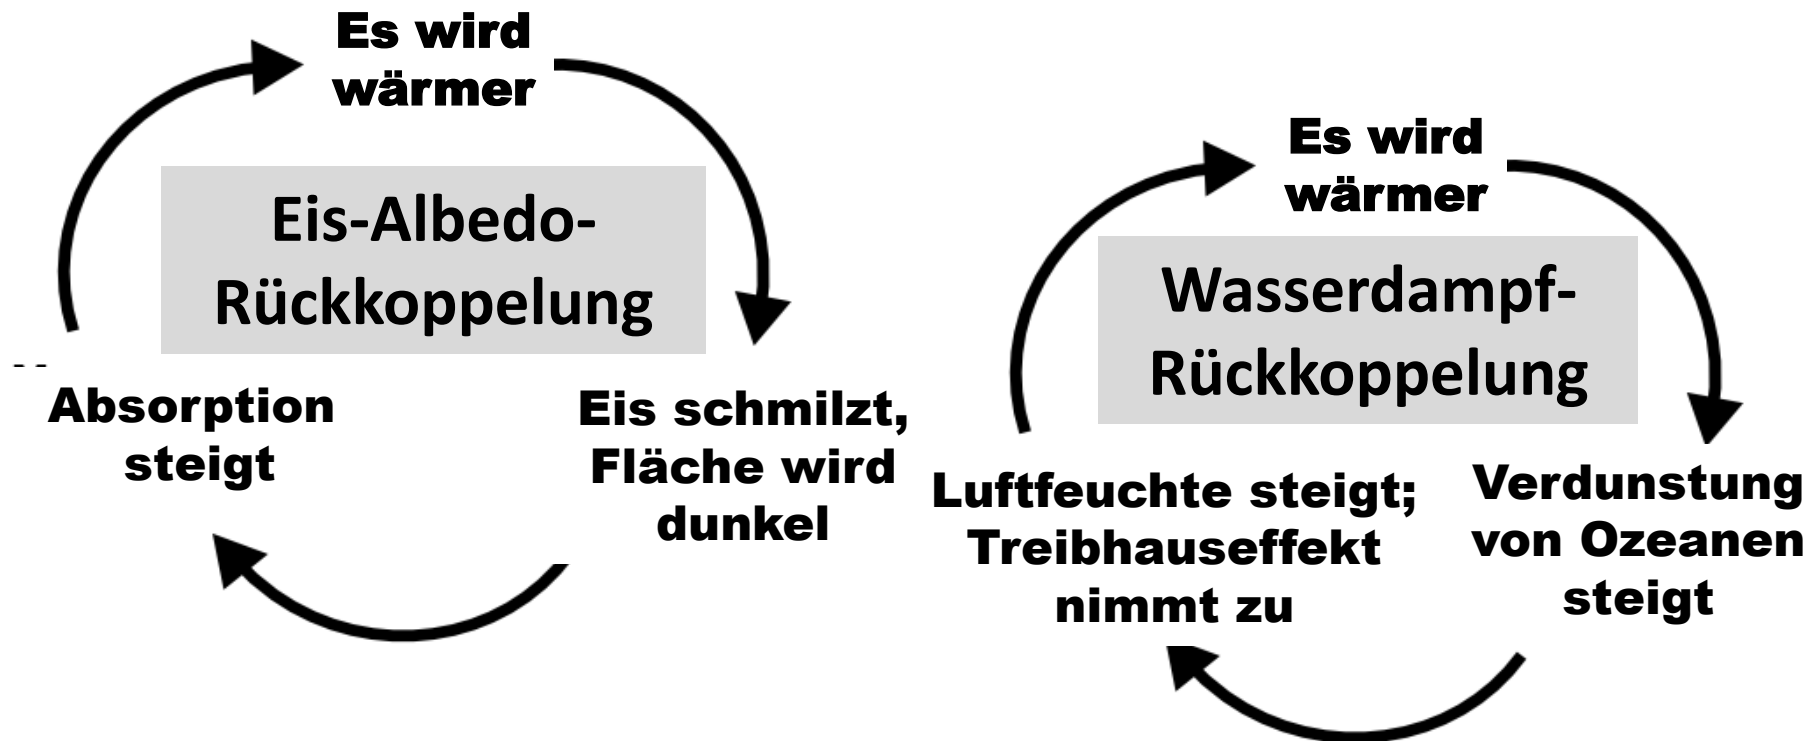 Es wird
wärmer
Eis-Albedo-
Rückkoppelung
Absorption
steigt
Eis schmilzt,
Fläche wird
dunkel
Es wird
wärmer
Wasserdampf-
Rückkoppelung
Luftfeuchte steigt;
Treibhauseffekt
nimmt zu
Verdunstung
von Ozeanen
steigt